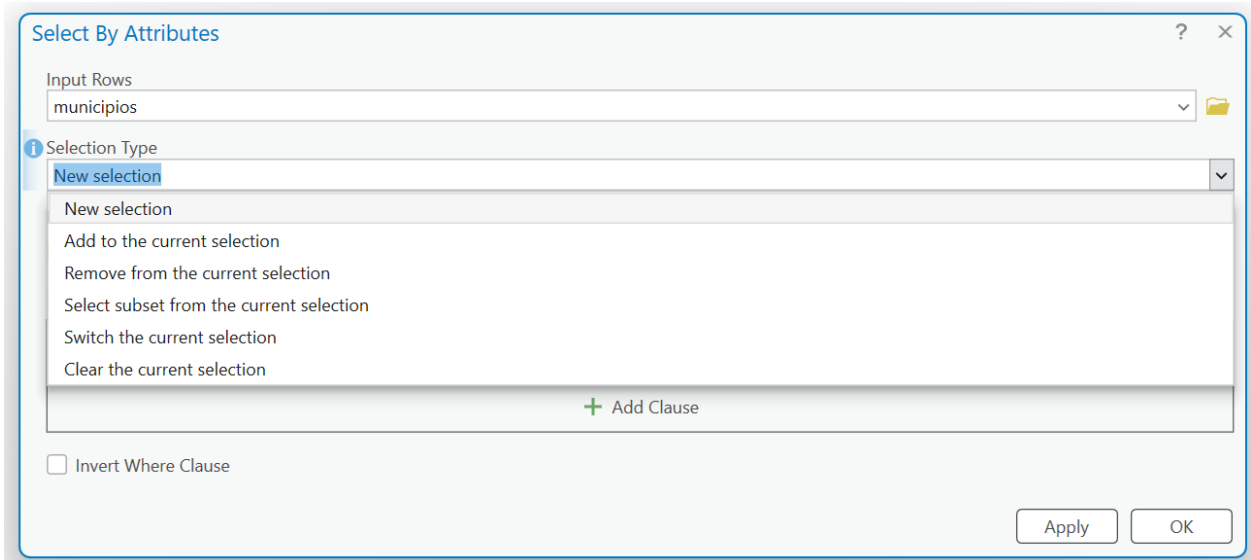 Select By Attributes
?
Input Rows
municipios
Selection Type
New selection
New selection
Add to the current selection
Remove from the current selection
Select subset from the current selection
Switch the current selection
Clear the current selection
Add Clause
Invert Where Clause
Apply OK